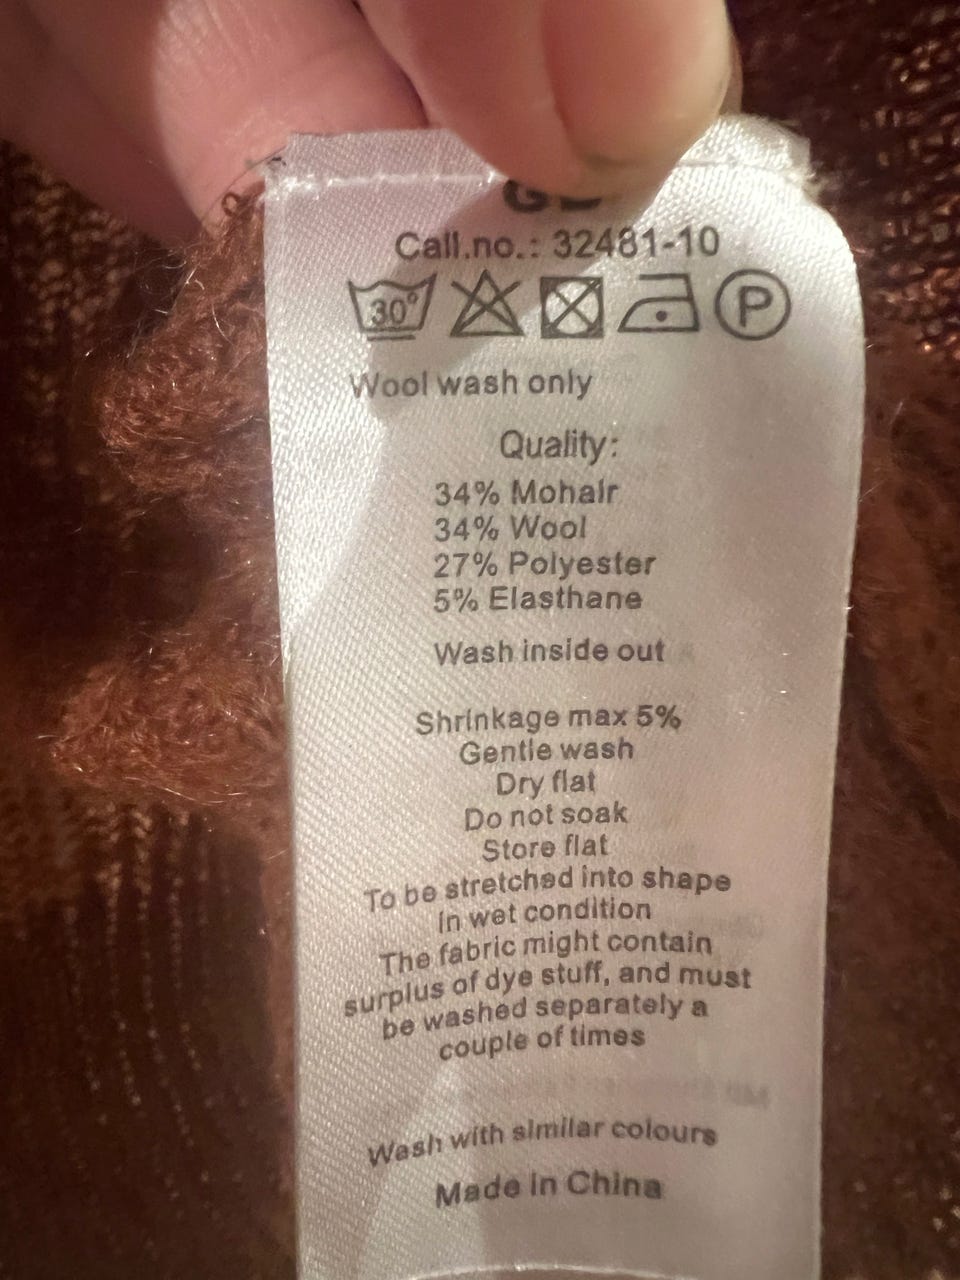 Call.no.: 32481-10
30°
P
Wool wash only
Quality:
34% Mohair
34% Wool
27% Polyester
5% Elasthane
Wash inside out
Shrinkage max 5%
Gentle wash
Dry flat
Do not soak
Store flat
To be stretched into shape
in wet condition
The fabric might contain
surplus of dye stuff, and must
be washed separately a
couple of times
Wash with similar colours
Made in China